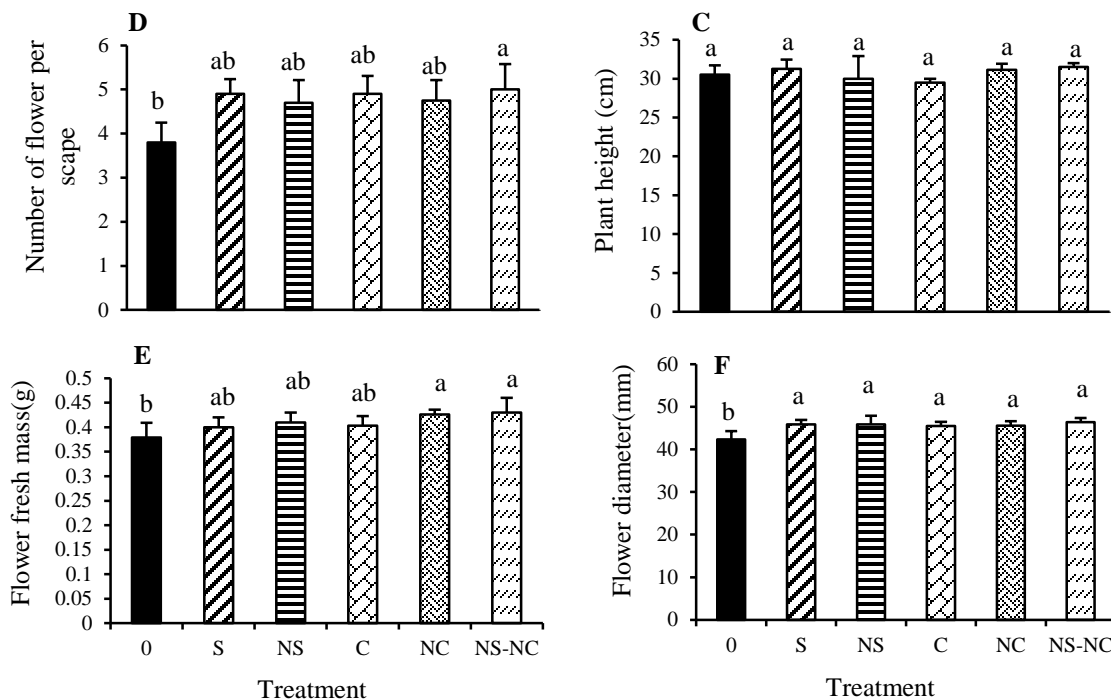 D
Number of flower per
scape
6
5
4
3
2
1
0
b
ab
ab
ab
ab
a
C
Plant height (cm)
35
30
25
20
15
10
5
0
a
a
a
a
a
a
E
Flower fresh mass(g)
0.5
0.45
0.4
0.35
0.3
0.25
0.2
0.15
0.1
0.05
0
b
ab
ab
ab
a
a
0 S NS C NC NS-NC
Treatment
F
Flower diameter(mm)
60
50
40
30
20
10
0
b
a
a
a
a
a
0 S NS C NC NS-NC
Treatment